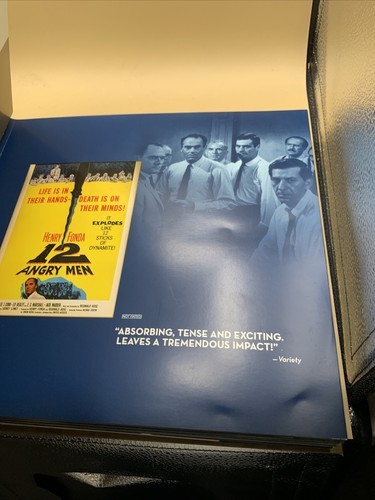 LIFE IS IN
THEIR HANDS-
DEATH IS ON
THEIR MINDS!
IT
EXPLODES
LIKE 12
STICKS OF
DYNAMITE!
HENRY FONDA
12
ANGRY MEN
"ABSORBING, TENSE AND EXCITING.
LEAVES A TREMENDOUS IMPACT!"
—Variety